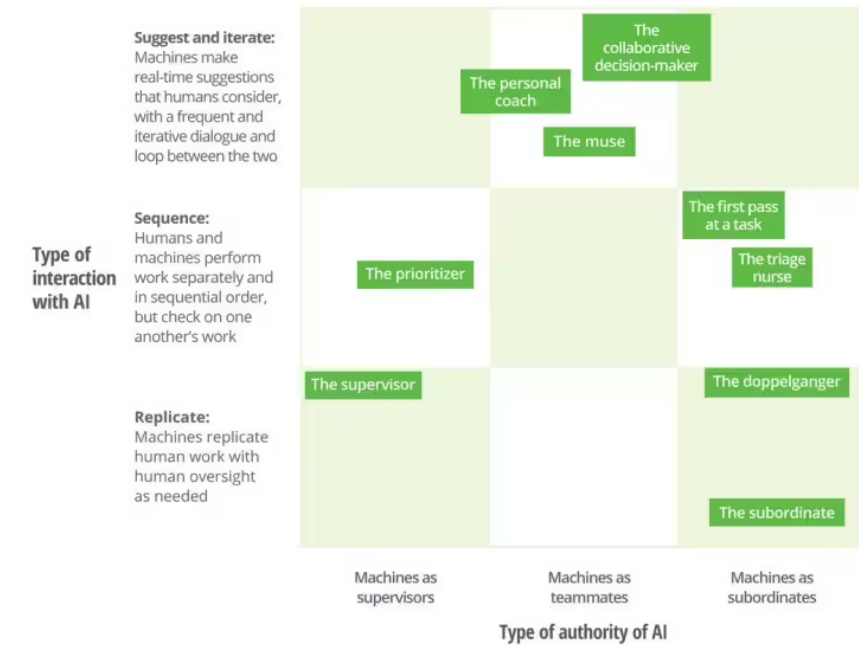 Suggest and iterate:
Machines make
real-time suggestions
that humans consider,
with a frequent and
iterative dialogue and
loop between the two
The
collaborative
decision-maker
The personal
coach
The muse
Type of
interaction
with AI
Sequence:
Humans and
machines perform
work separately and
in sequential order,
but check on one
another's work
The first pass
at a task
The triage
nurse
The prioritizer
Replicate:
Machines replicate
human work with
human oversight
as needed
The supervisor
The doppelganger
The subordinate
Machines as
supervisors
Machines as
teammates
Machines as
subordinates
Type of authority of AI